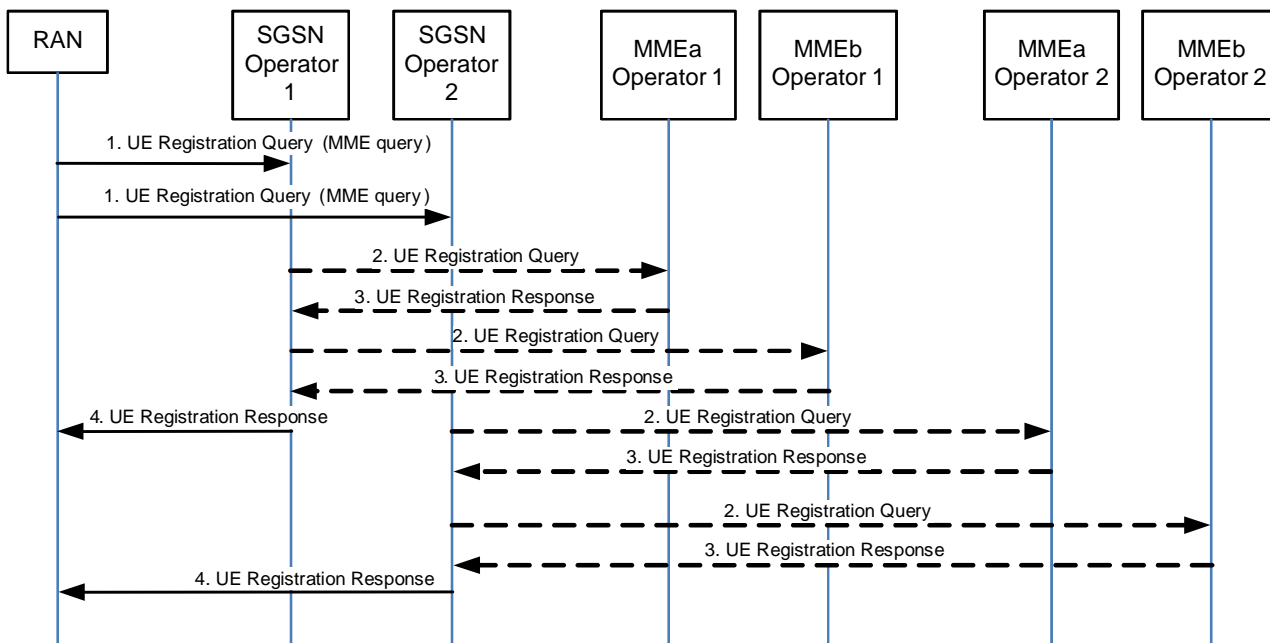 RAN
SGSN
Operator
1
SGSN
Operator
2
MMEa
Operator 1
MMEb
Operator 1
MMEa
Operator 2
MMEb
Operator 2
1. UE Registration Query (MME query)
1. UE Registration Query (MME query)
2. UE Registration Query
3. UE Registration Response
2. UE Registration Query
3. UE Registration Response
4. UE Registration Response
2. UE Registration Query
3. UE Registration Response
2. UE Registration Query
3. UE Registration Response
4. UE Registration Response